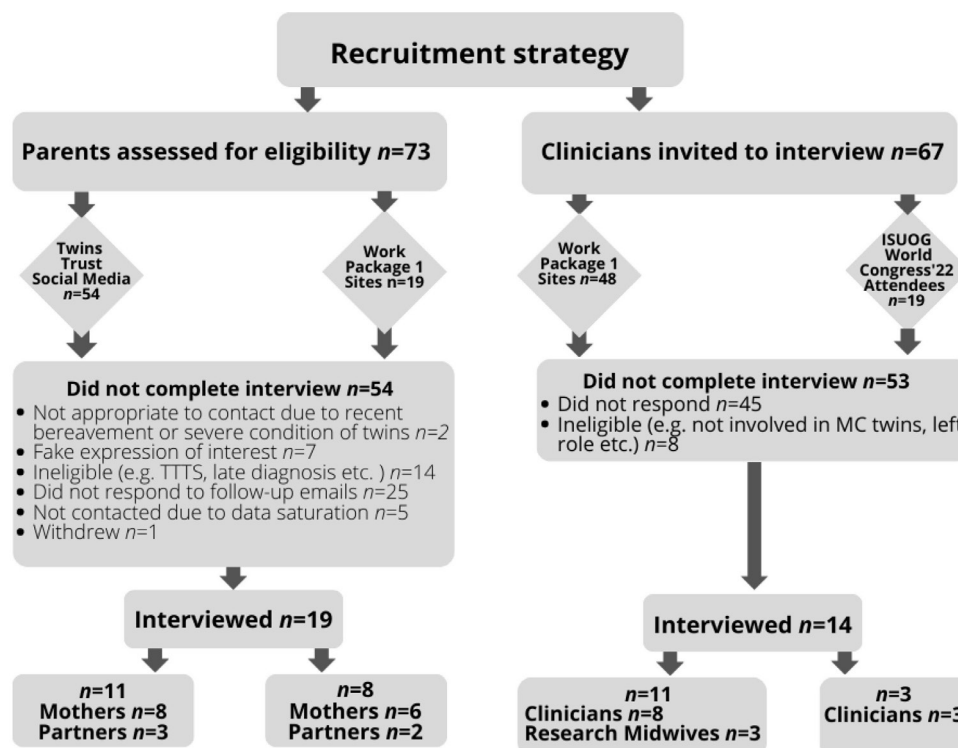 Recruitment strategy
Parents assessed for eligibility n=73
Clinicians invited to interview n=67
Twins
Trust
Social Media
n=54
Work
Package 1
Sites n=19
Work
Package 1
Sites n=48
ISUOG
World
Congress'22
Attendees
n=19
Did not complete interview n=54
• Not appropriate to contact due to recent
bereavement or severe condition of twins n=2
• Fake expression of interest n=7
• Ineligible (e.g. TTTS, late diagnosis etc. ) n=14
• Did not respond to follow-up emails n=25
• Not contacted due to data saturation n=5
• Withdrew n=1
Did not complete interview n=53
• Did not respond n=45
• Ineligible (e.g. not involved in MC twins, left
role etc.) n=8
Interviewed n=19
Interviewed n=14
n=11
Mothers n=8
Partners n=3
n=8
Mothers n=6
Partners n=2
n=11
Clinicians n=8
Research Midwives n=3
n=3
Clinicians n=3